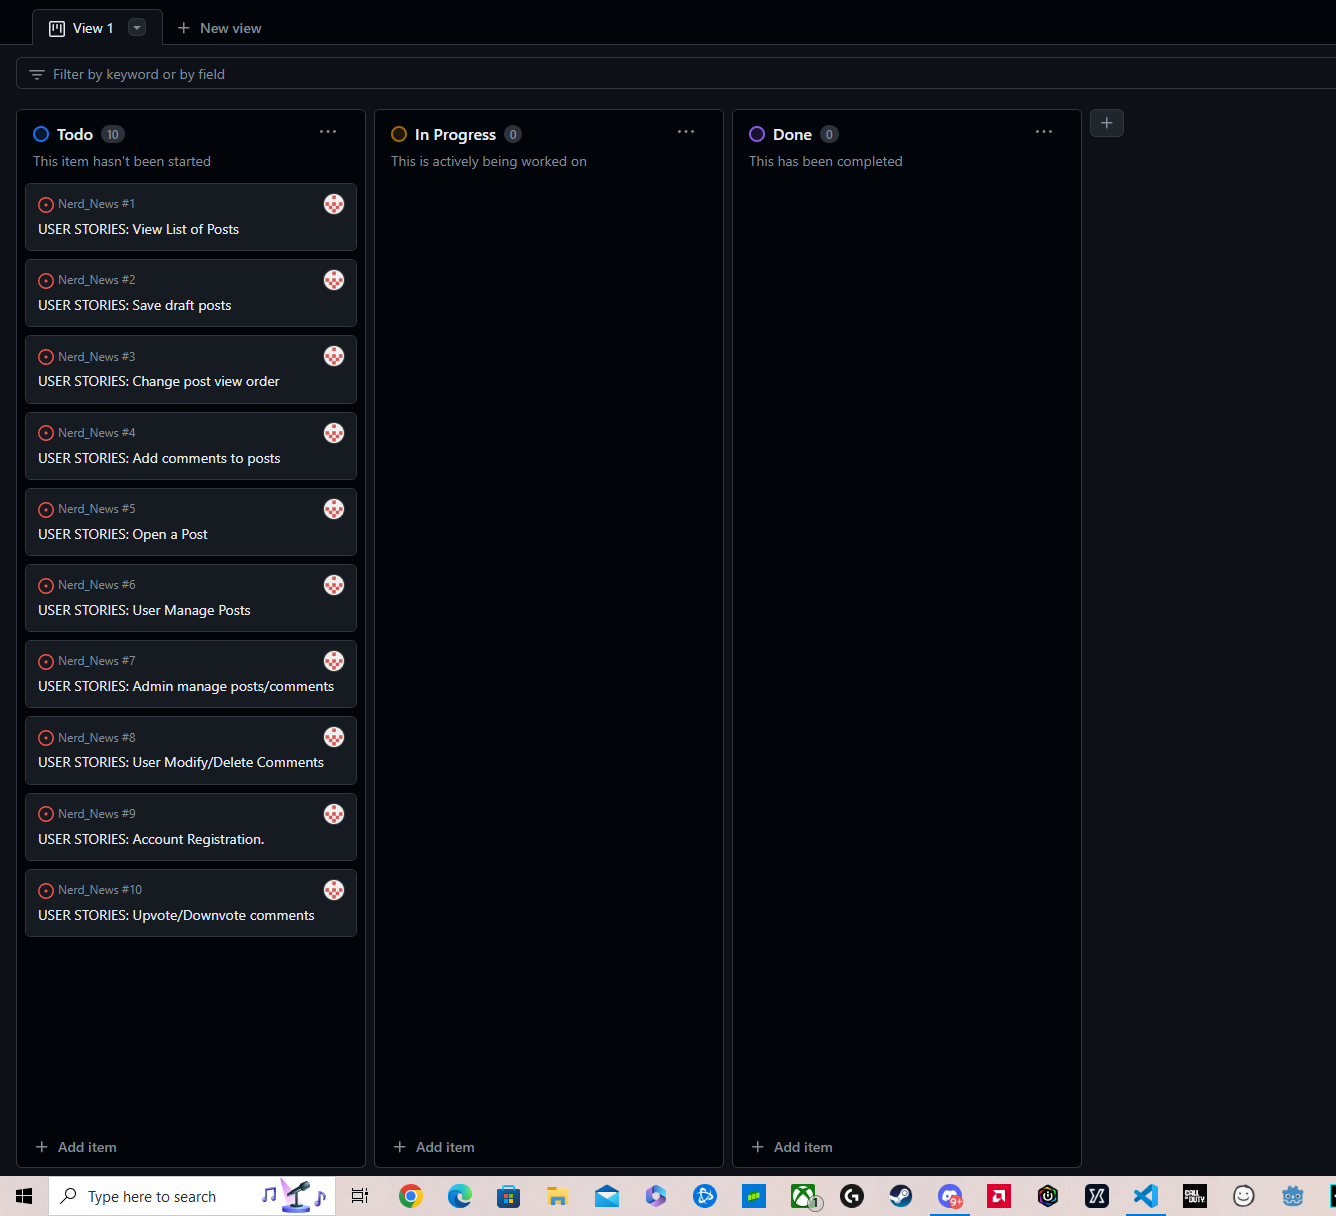 View 1
New view
Filter by keyword or by field
Todo 10
This item hasn't been started
Nerd_News #1
USER STORIES: View List of Posts
Nerd_News #2
USER STORIES: Save draft posts
Nerd_News #3
USER STORIES: Change post view order
Nerd_News #4
USER STORIES: Add comments to posts
Nerd_News #5
USER STORIES: Open a Post
Nerd_News #6
USER STORIES: User Manage Posts
Nerd_News #7
USER STORIES: Admin manage posts/comments
Nerd_News #8
USER STORIES: User Modify/Delete Comments
Nerd_News #9
USER STORIES: Account Registration.
Nerd_News #10
USER STORIES: Upvote/Downvote comments
Add item
In Progress 0
This is actively being worked on
Add item
Done 0
This has been completed
Add item
Type here to search
1
9+
CALL OF DUTY